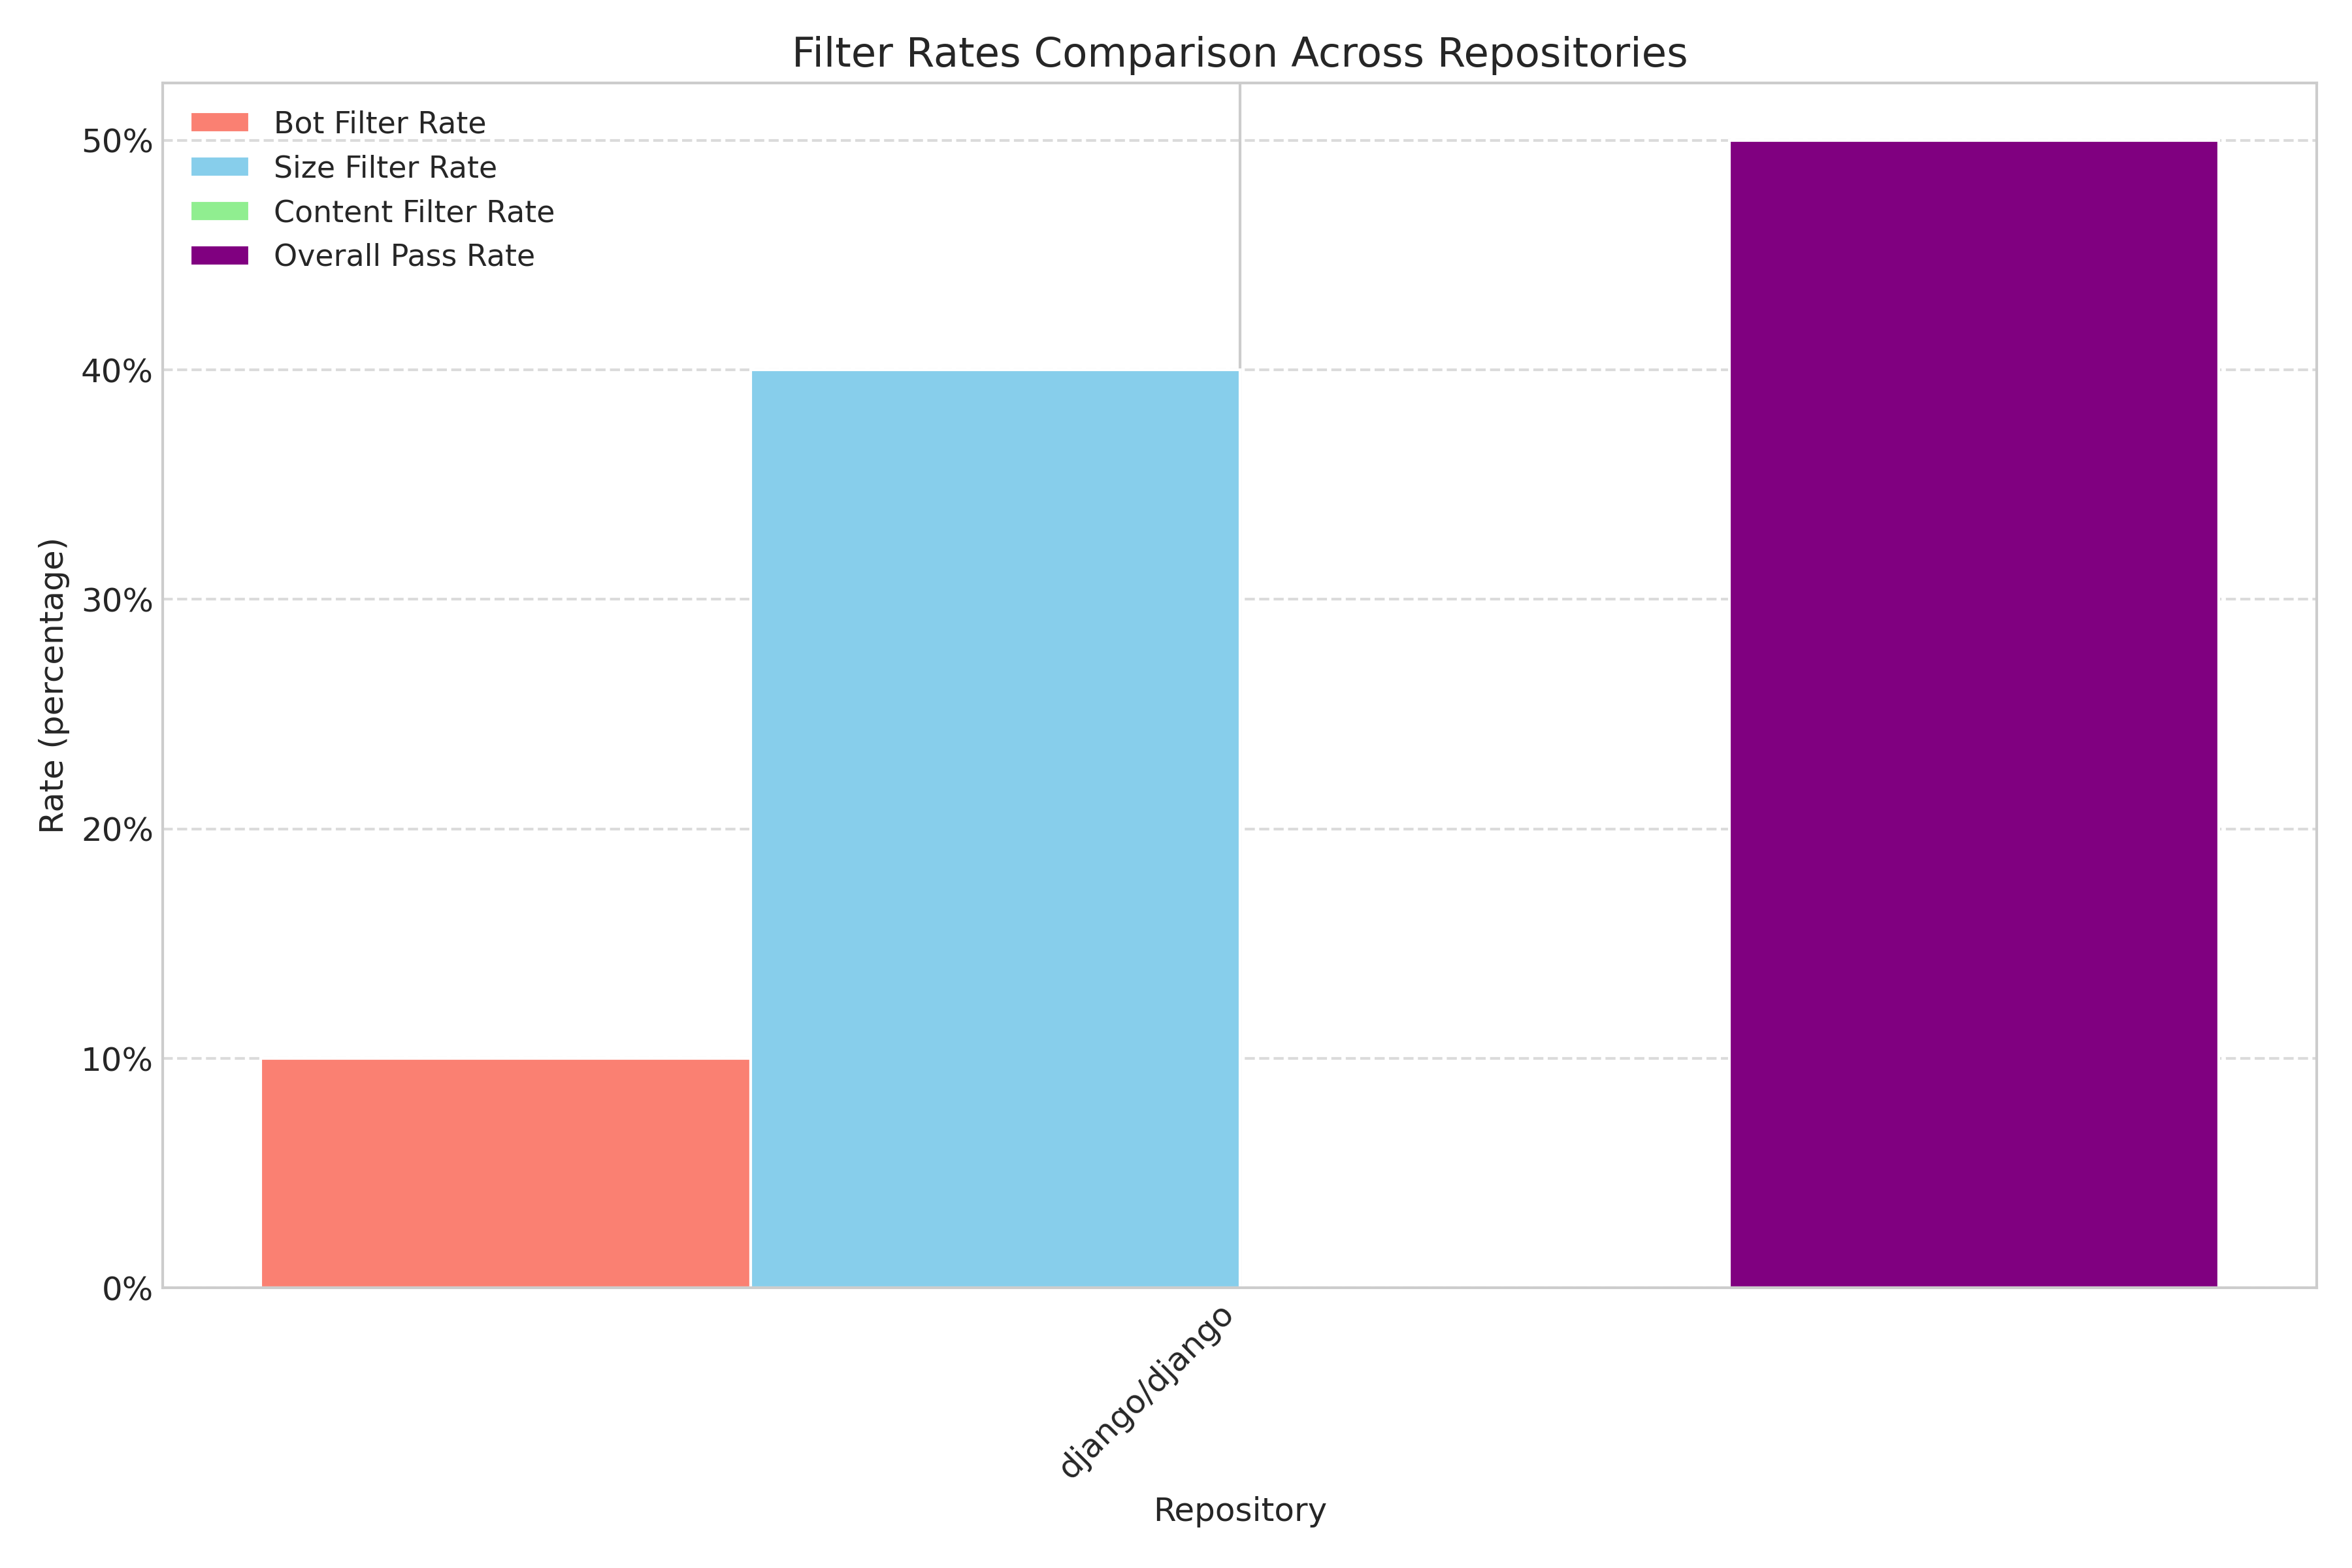 Filter Rates Comparison Across Repositories
Bot Filter Rate
Size Filter Rate
Content Filter Rate
Overall Pass Rate
50%
40%
30%
20%
10%
0%
Rate (percentage)
django/django
Repository